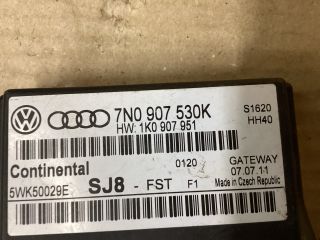 7N0 907 530K
HW: 1K0 907 951
S1620
HH40
Continental
0120
GATEWAY
07.07.11
5WK50029E
SJ8 - FST F1
Made in Czech Republic